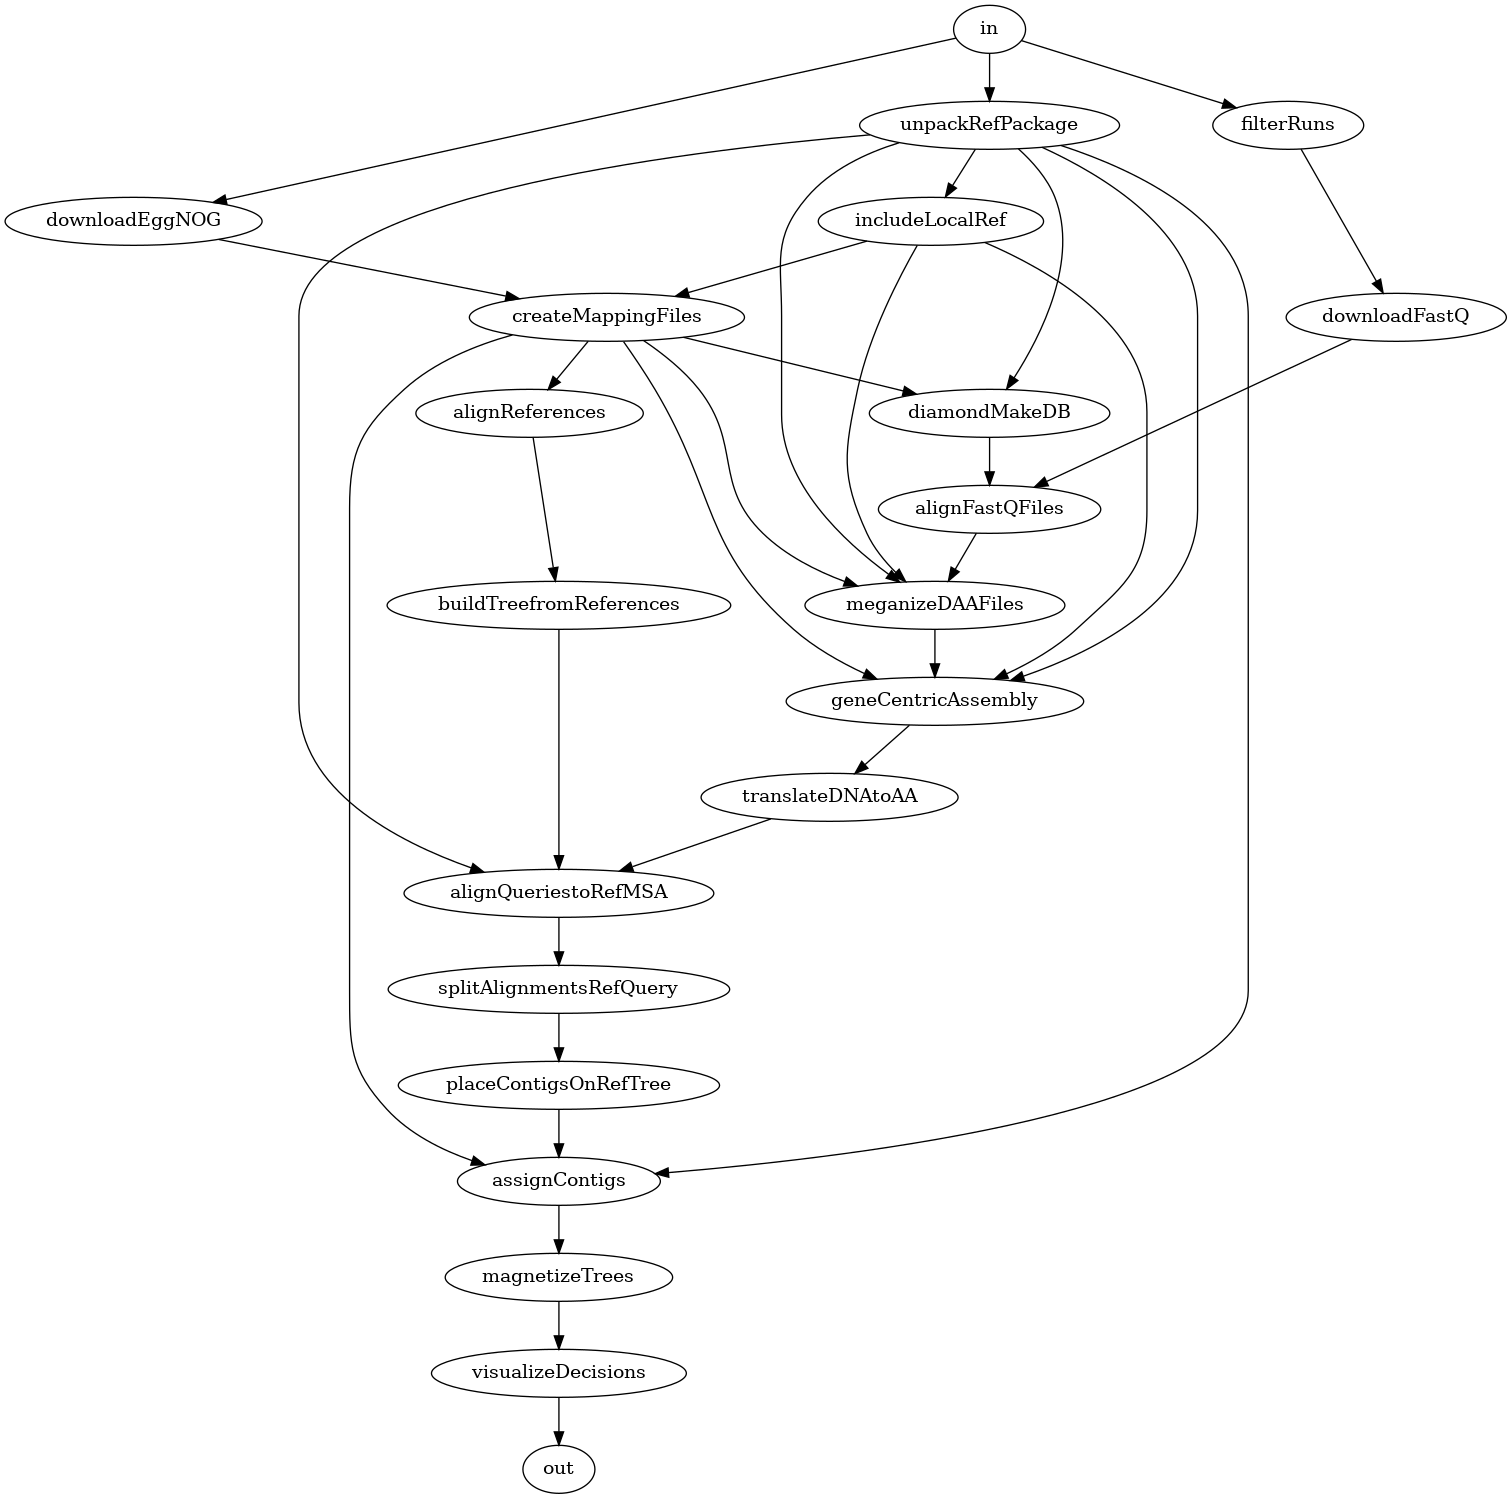 in
unpackRefPackage
filterRuns
downloadEggNOG
includeLocalRef
createMappingFiles
downloadFastQ
alignReferences
diamondMakeDB
alignFastQFiles
buildTreefromReferences
meganizeDAAFiles
geneCentricAssembly
translateDNAtoAA
alignQueriestoRefMSA
splitAlignmentsRefQuery
placeContigsOnRefTree
assignContigs
magnetizeTrees
visualizeDecisions
out